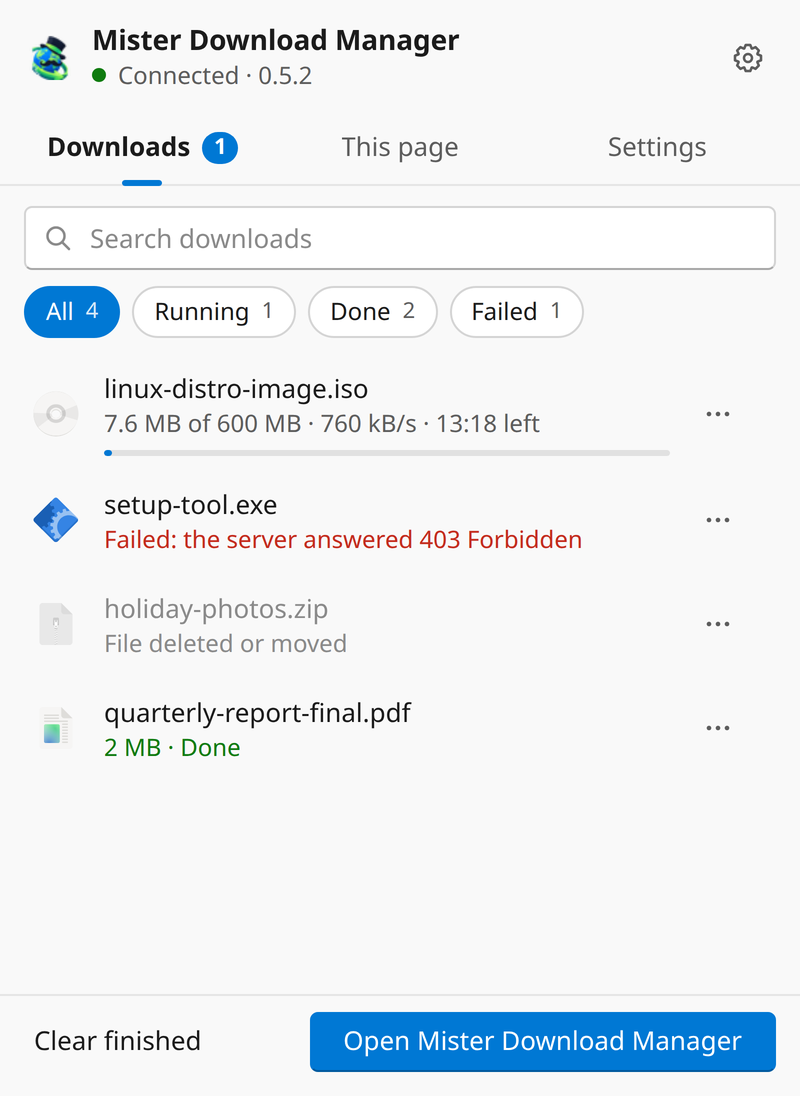 Mister Download Manager
Connected · 0.5.2
Downloads 1 This page Settings
Search downloads
All 4 Running 1 Done 2 Failed 1
linux-distro-image.iso
7.6 MB of 600 MB · 760 kB/s · 13:18 left
setup-tool.exe
Failed: the server answered 403 Forbidden
holiday-photos.zip
File deleted or moved
quarterly-report-final.pdf
2 MB · Done
Clear finished Open Mister Download Manager